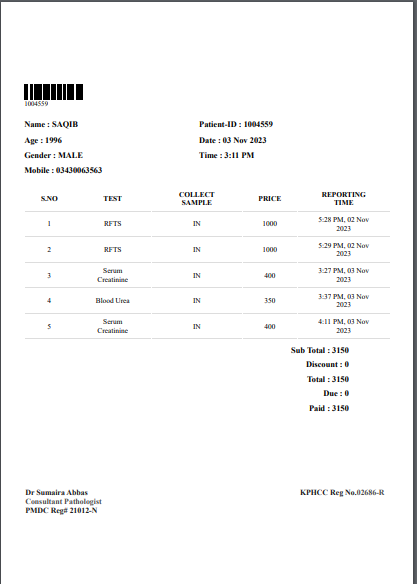 1004559
Name : SAQIB Patient-ID : 1004559
Age : 1996 Date : 03 Nov 2023
Gender : MALE Time : 3:11 PM
Mobile : 03430063563
S.NO TEST COLLECT SAMPLE PRICE REPORTING TIME
1 RFTS IN 1000 5:28 PM, 02 Nov 2023
2 RFTS IN 1000 5:29 PM, 02 Nov 2023
3 Serum Creatinine IN 400 3:27 PM, 03 Nov 2023
4 Blood Urea IN 350 3:37 PM, 03 Nov 2023
5 Serum Creatinine IN 400 4:11 PM, 03 Nov 2023
Sub Total : 3150
Discount : 0
Total : 3150
Due : 0
Paid : 3150
Dr Sumaira Abbas KPHCC Reg No.02686-R
Consultant Pathologist
PMDC Reg# 21012-N